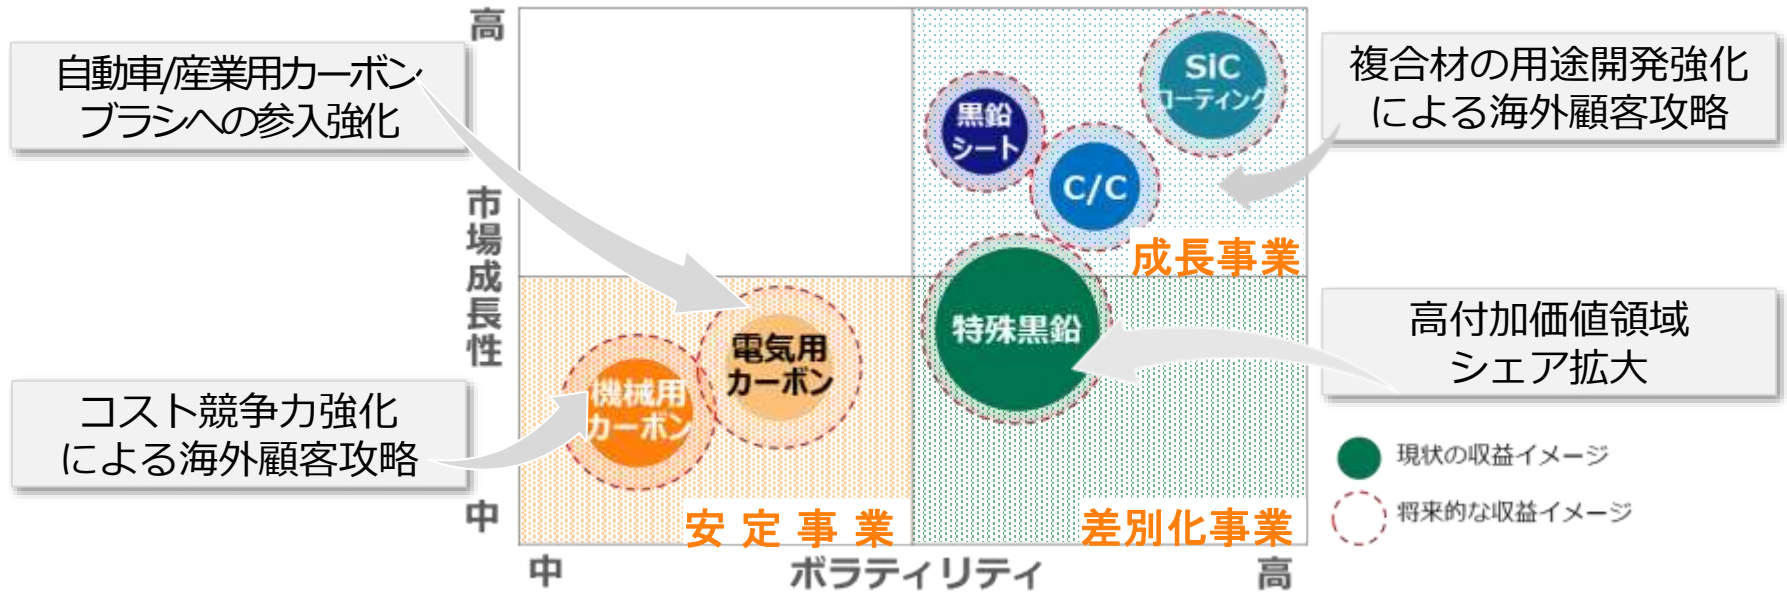 高
自動車/産業用カーボン
ブラシへの参入強化
複合材の用途開発強化
による海外顧客攻略
SiC
コーティング
黒鉛
シート
C/C
市場成長性
成長事業
特殊黒鉛
高付加価値領域
シェア拡大
電気用
カーボン
機械用
カーボン
コスト競争力強化
による海外顧客攻略
現状の収益イメージ
将来的な収益イメージ
中
安定事業
差別化事業
中
ボラティリティ
高